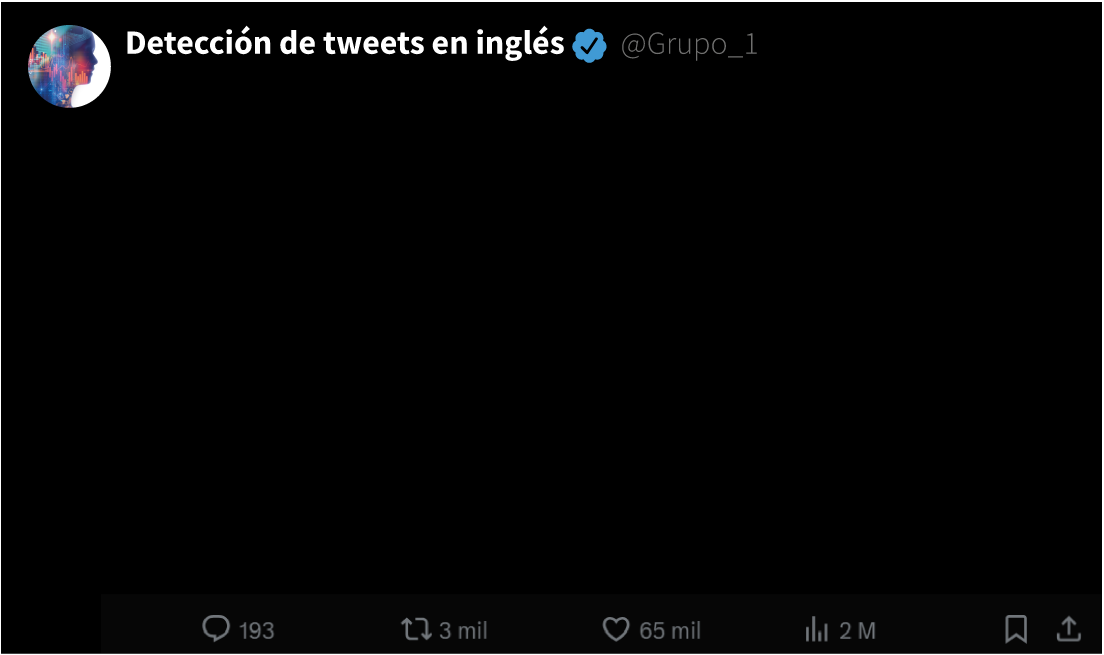 Detección de tweets en inglés @Grupo_1
193 3 mil 65 mil 2 M